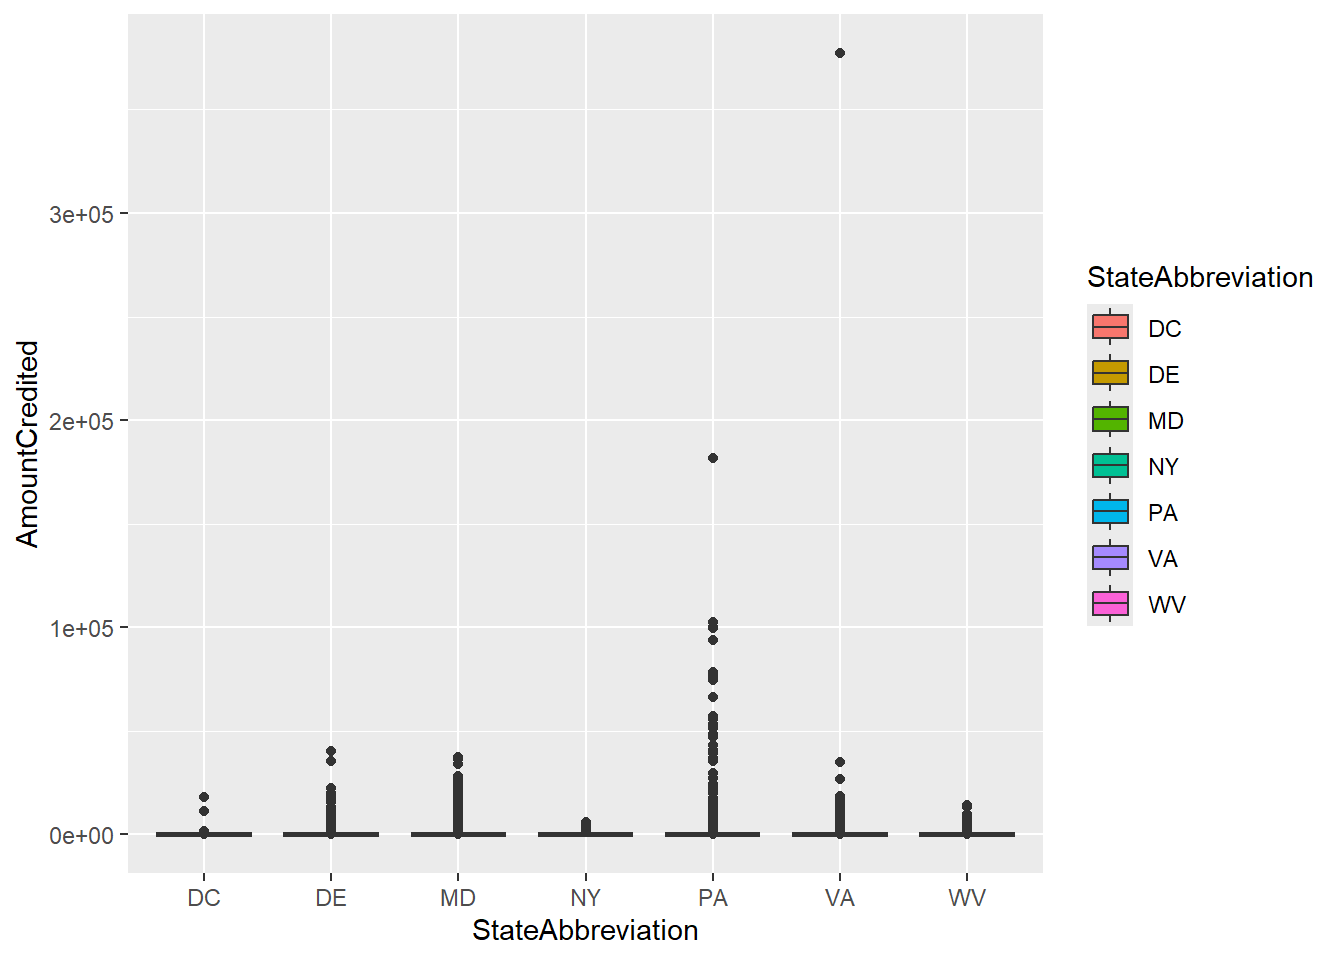 AmountCredited
3e+05
2e+05
1e+05
0e+00
DC DE MD NY PA VA WV
StateAbbreviation
StateAbbreviation
DC
DE
MD
NY
PA
VA
WV